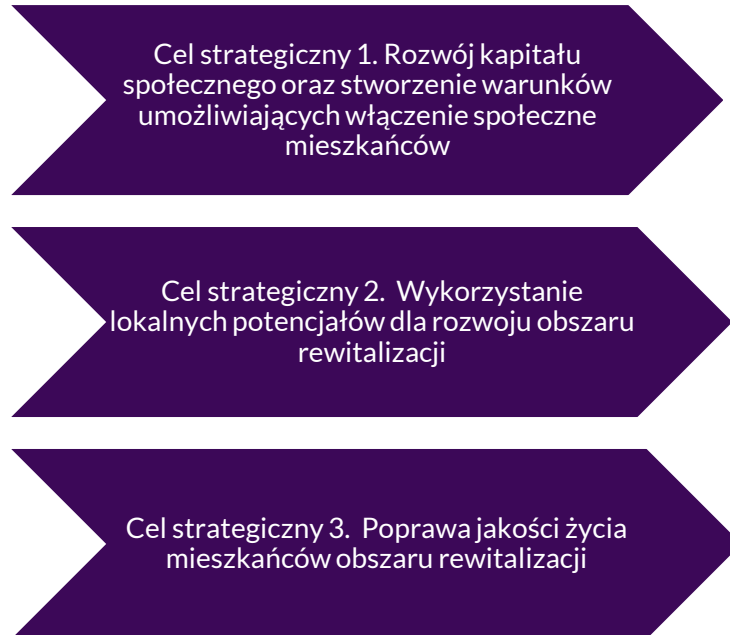 Cel strategiczny 1. Rozwój kapitału
społecznego oraz stworzenie warunków
umożliwiających włączenie społeczne
mieszkańców
Cel strategiczny 2. Wykorzystanie
lokalnych potencjałów dla rozwoju obszaru
rewitalizacji
Cel strategiczny 3. Poprawa jakości życia
mieszkańców obszaru rewitalizacji